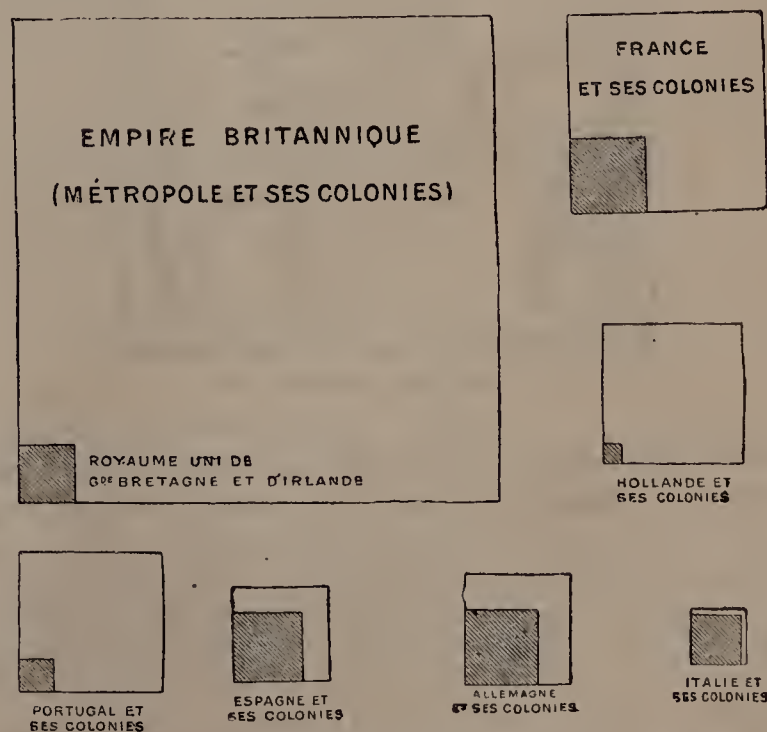 EMPIRE BRITANNIQUE
(MÉTROPOLE ET SES COLONIES)
FRANCE
ET SES COLONIES
ROYAUME UNI DE
GDE BRETAGNE ET D'IRLANDE
HOLLANDE ET
SES COLONIES
PORTUGAL ET
SES COLONIES
ESPAGNE ET
SES COLONIES
ALLEMAGNE
ET SES COLONIES
ITALIE ET
SES COLONIES